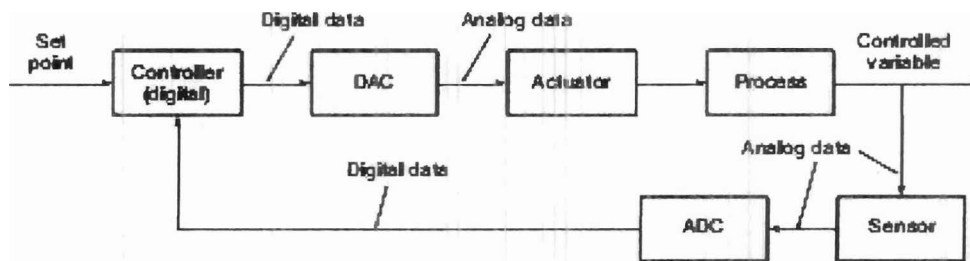 Digital data
Analog data
Set
point
Controlled
variable
Controller
(digital)
DAC
Actuator
Process
Digital data
Analog data
ADC
Sensor